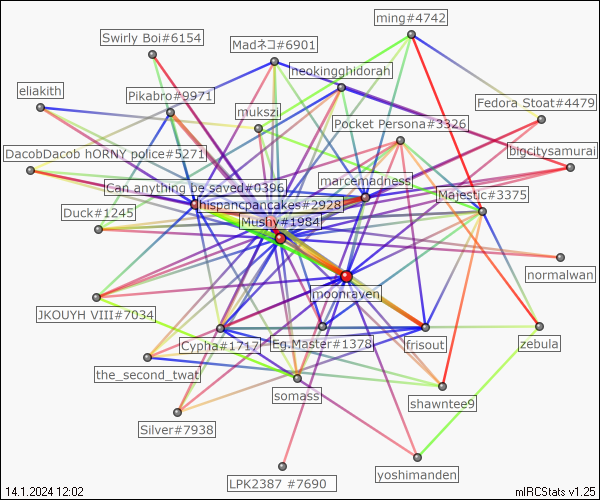 ming#4742
Swirly Boi#6154
Madネコ#6901
neokingghidorah
eliakith
Pikabro#9971
Fedora Stoat#4479
mukszi
Pocket Persona#3326
DacobDacob hORNY police#5271
bigcitysamurai
Can anything be saved#0396
marcemadness
Majestic#3375
hispancpancakes#2928
Duck#1245
Mushy#1984
normalwan
moonraven
JKOUYH VIII#7034
Cypha#1717
Eg.Master#1378
frisout
zebula
the_second_twat
somass
shawntee9
Silver#7938
yoshimanden
LPK2387 #7690
14.1.2024 12:02
mIRCStats v1.25